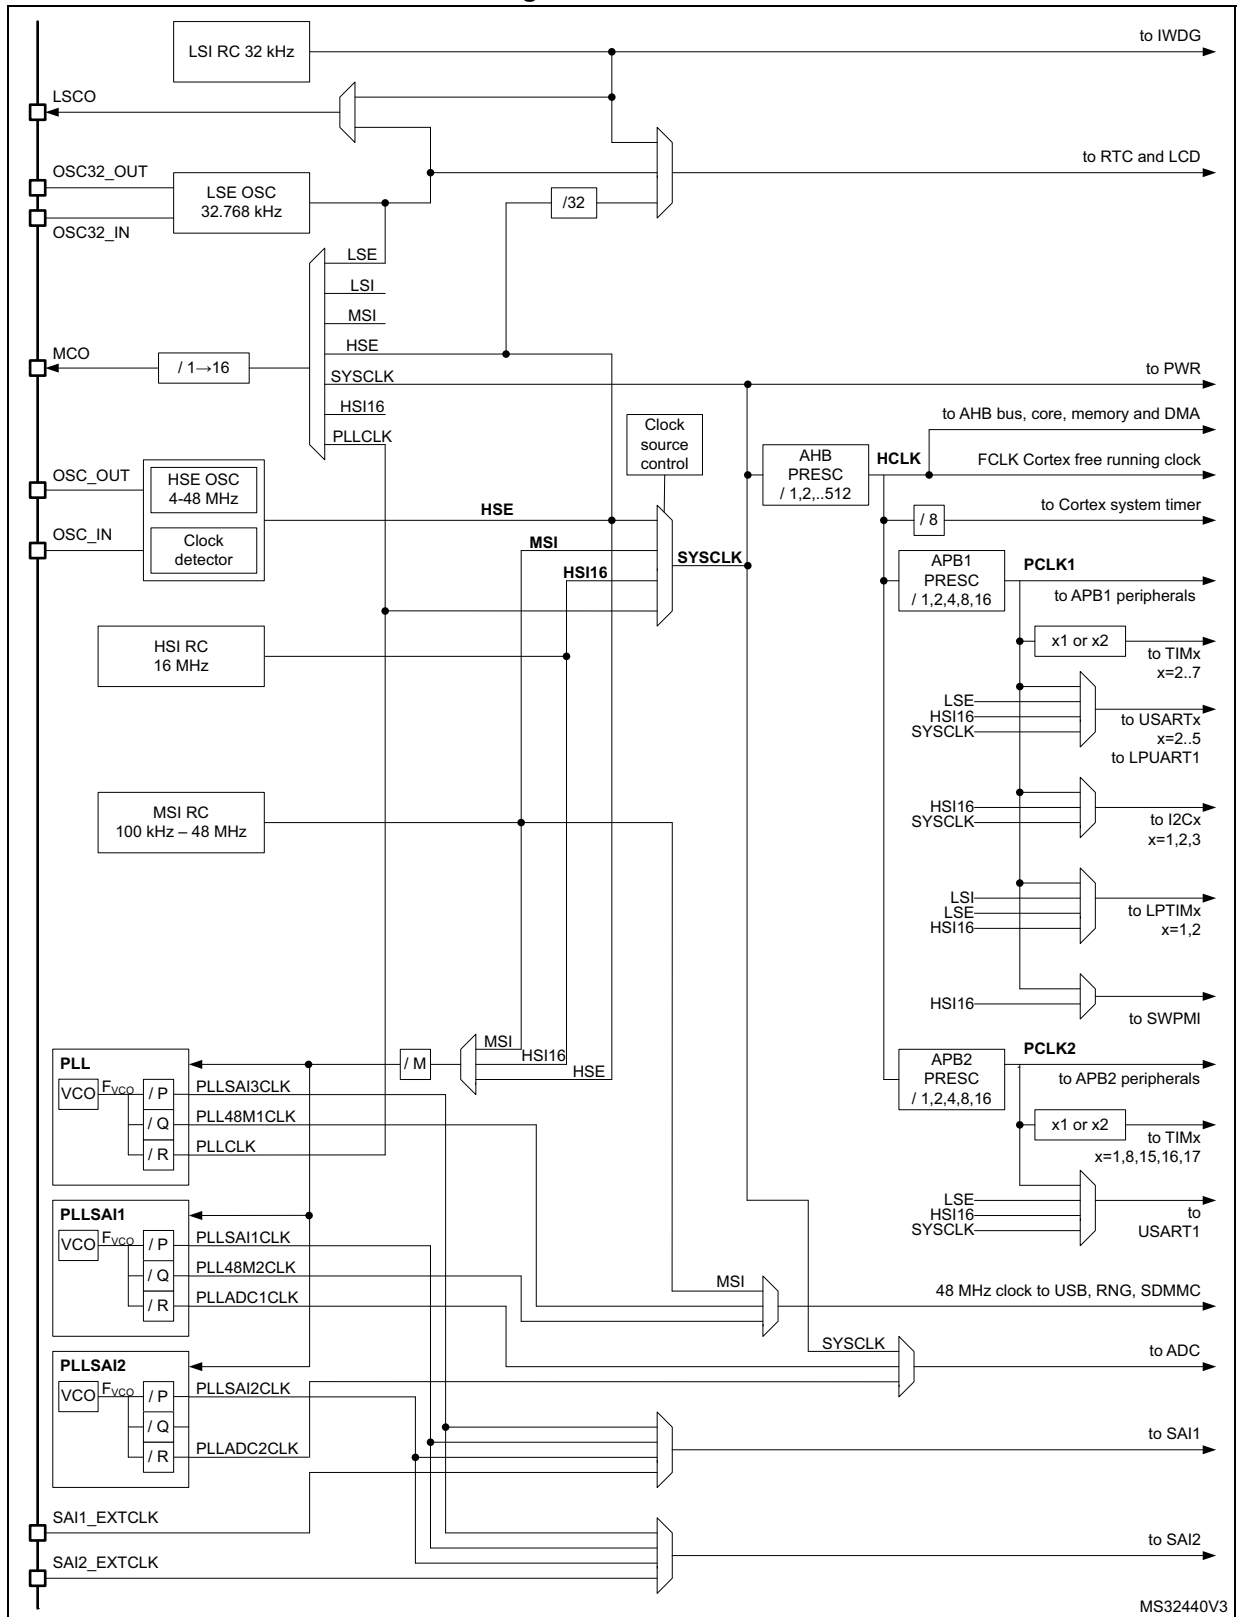 LSI RC 32 kHz
to IWDG
LSCO
OSC32_OUT
to RTC and LCD
LSE OSC
32.768 kHz
/32
OSC32_IN
LSE
LSI
MSI
HSE
MCO
/ 1→16
SYSCLK
to PWR
HSI16
to AHB bus, core, memory and DMA
PLLCLK
Clock
source
control
AHB
PRESC
/ 1,2,..512
HCLK
FCLK Cortex free running clock
OSC_OUT
HSE OSC
4-48 MHz
to Cortex system timer
/ 8
HSE
OSC_IN
Clock
detector
MSI
SYSCLK
HSI16
APB1
PRESC
/ 1,2,4,8,16
PCLK1
to APB1 peripherals
HSI RC
16 MHz
x1 or x2
to TIMx
x=2..7
LSE
HSI16
SYSCLK
to USARTx
x=2..5
to LPUART1
MSI RC
100 kHz – 48 MHz
HSI16
SYSCLK
to I2Cx
x=1,2,3
LSI
LSE
HSI16
to LPTIMx
x=1,2
HSI16
to SWPMI
MSI
HSI16
HSE
/ M
PLL
VCO
FVCO
/ P
PLLSAI3CLK
/ Q
PLL48M1CLK
/ R
PLLCLK
APB2
PRESC
/ 1,2,4,8,16
PCLK2
to APB2 peripherals
x1 or x2
to TIMx
x=1,8,15,16,17
LSE
HSI16
SYSCLK
to
USART1
PLLSAI1
VCO
FVCO
/ P
PLLSAI1CLK
/ Q
PLL48M2CLK
/ R
PLLADC1CLK
MSI
48 MHz clock to USB, RNG, SDMMC
SYSCLK
to ADC
PLLSAI2
VCO
FVCO
/ P
PLLSAI2CLK
/ Q
/ R
PLLADC2CLK
to SAI1
SAI1_EXTCLK
to SAI2
SAI2_EXTCLK
MS32440V3